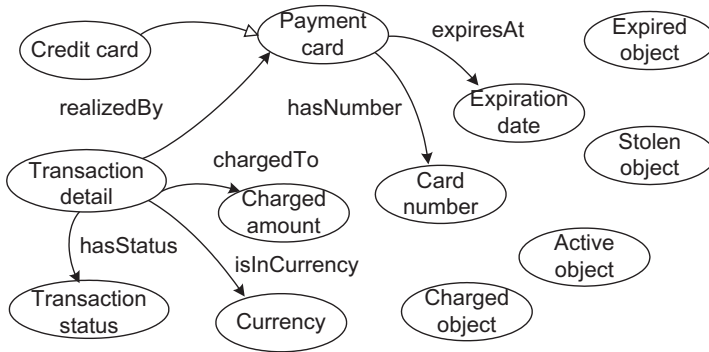 Credit card
Payment
card
expiresAt
Expired
object
realizedBy
hasNumber
Expiration
date
Stolen
object
Transaction
detail
chargedTo
Charged
amount
Card
number
hasStatus
isInCurrency
Active
object
Transaction
status
Currency
Charged
object